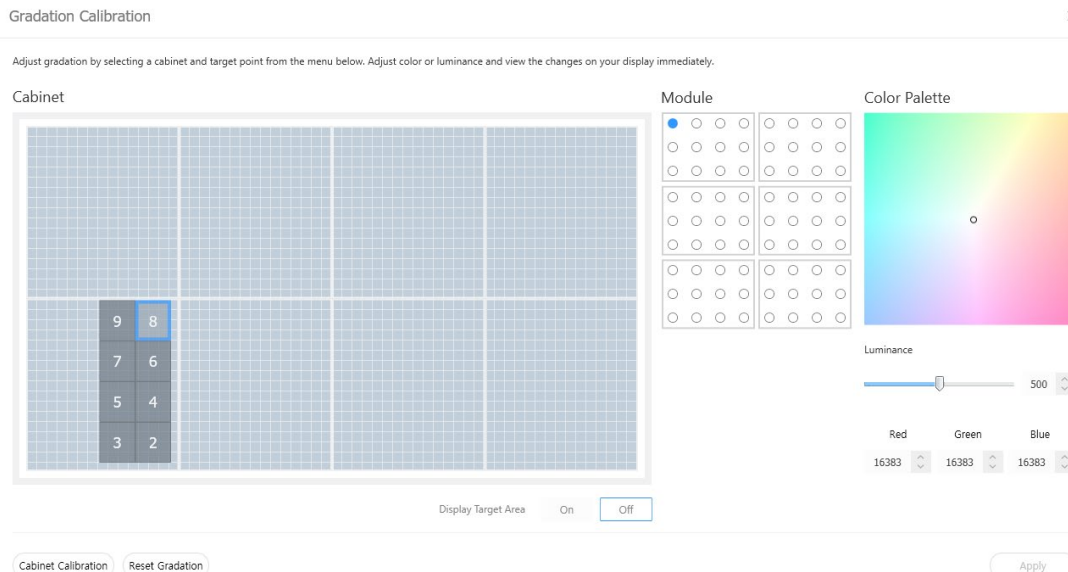 Gradation Calibration
Adjust gradation by selecting a cabinet and target point from the menu below. Adjust color or luminance and view the changes on your display immediately.
Cabinet
Module
Color Palette
9 8
7 6
5 4
3 2
Luminance
500
Red Green Blue
16383 16383 16383
Display Target Area On Off
Cabinet Calibration Reset Gradation Apply